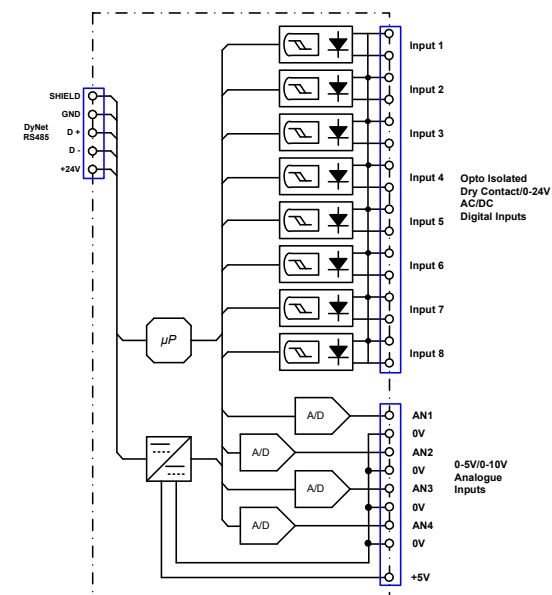 SHIELD
GND
D +
D -
+24V
DyNet
RS485
µP
Input 1
Input 2
Input 3
Input 4
Input 5
Input 6
Input 7
Input 8
Opto Isolated
Dry Contact/0-24V
AC/DC
Digital Inputs
A/D
A/D
A/D
A/D
AN1
0V
AN2
0V
AN3
0V
AN4
0V
+5V
0-5V/0-10V
Analogue
Inputs